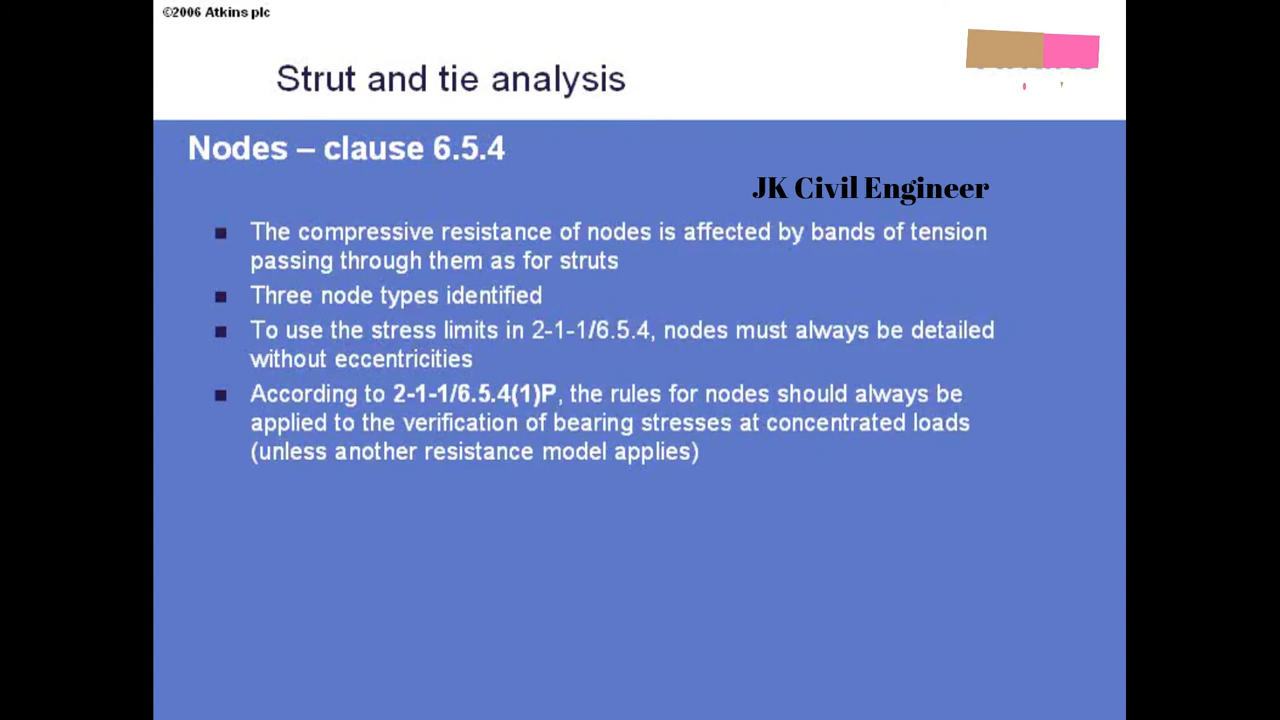 ©2006 Atkins plc
Strut and tie analysis
Nodes – clause 6.5.4
JK Civil Engineer
The compressive resistance of nodes is affected by bands of tension
passing through them as for struts
Three node types identified
To use the stress limits in 2-1-1/6.5.4, nodes must always be detailed
without eccentricities
According to 2-1-1/6.5.4(1)P, the rules for nodes should always be
applied to the verification of bearing stresses at concentrated loads
(unless another resistance model applies)